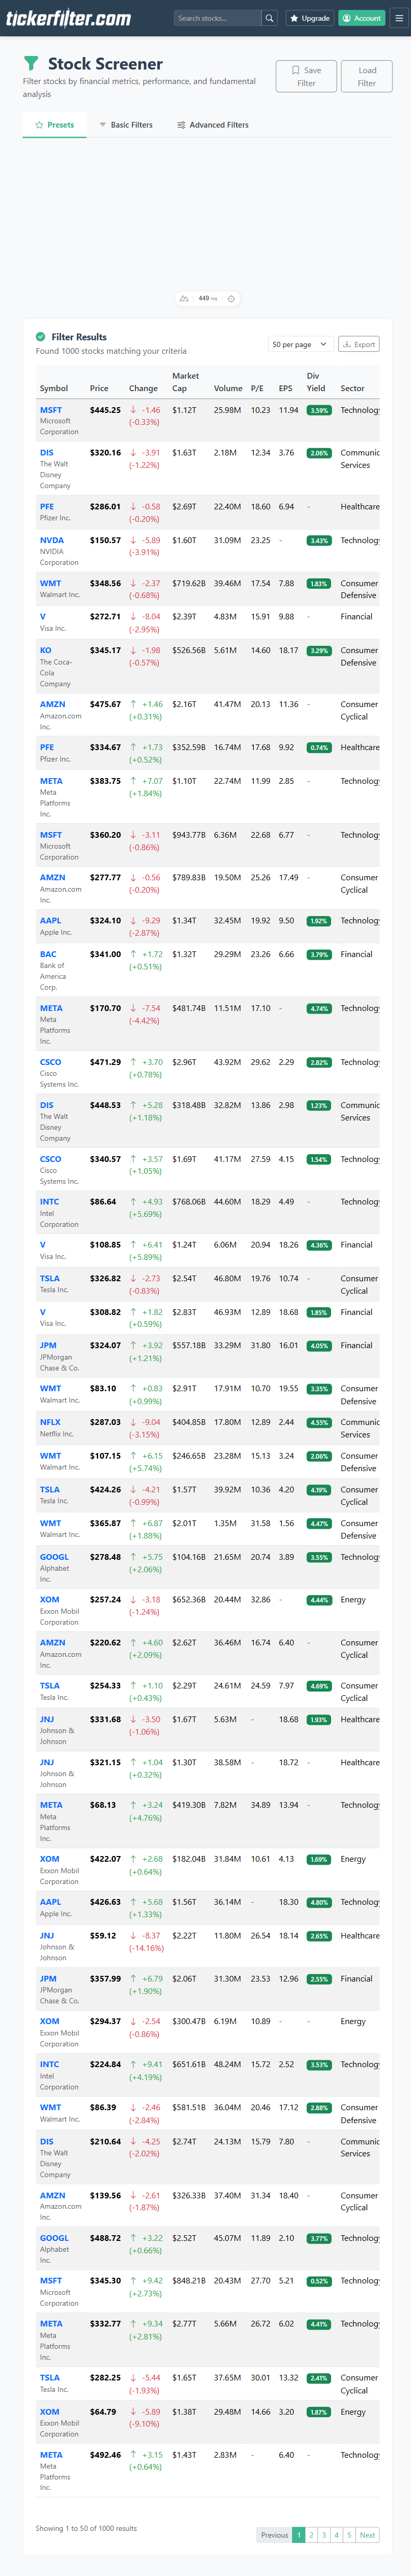 tickerfilter.com
Search stocks...
Upgrade
Account
Stock Screener
Filter stocks by financial metrics, performance, and fundamental
analysis
Save
Filter
Load
Filter
Presets
Basic Filters
Advanced Filters
449 ms
Filter Results
Found 1000 stocks matching your criteria
50 per page
Export
Symbol Price Change Market Cap Volume P/E EPS Div Yield Sector
MSFT $445.25 ↓ -1.46 $1.12T 25.98M 10.23 11.94 3.59% Technology
Microsoft (-0.33%)
Corporation
DIS $320.16 ↓ -3.91 $1.63T 2.18M 12.34 3.76 2.06% Communic
The Walt (-1.22%) Services
Disney
Company
PFE $286.01 ↓ -0.58 $2.69T 22.40M 18.60 6.94 - Healthcare
Pfizer Inc. (-0.20%)
NVDA $150.57 ↓ -5.89 $1.60T 31.09M 23.25 - 3.43% Technology
NVIDIA (-3.91%)
Corporation
WMT $348.56 ↓ -2.37 $719.62B 39.46M 17.54 7.88 1.83% Consumer
Walmart Inc. (-0.68%) Defensive
V $272.71 ↓ -8.04 $2.39T 4.83M 15.91 9.88 - Financial
Visa Inc. (-2.95%)
KO $345.17 ↓ -1.98 $526.56B 5.61M 14.60 18.17 3.29% Consumer
The Coca- (-0.57%) Defensive
Cola
Company
AMZN $475.67 ↑ +1.46 $2.16T 41.47M 20.13 11.36 - Consumer
Amazon.com (+0.31%) Cyclical
Inc.
PFE $334.67 ↑ +1.73 $352.59B 16.74M 17.68 9.92 0.74% Healthcare
Pfizer Inc. (+0.52%)
META $383.75 ↑ +7.07 $1.10T 22.74M 11.99 2.85 - Technology
Meta (+1.84%)
Platforms
Inc.
MSFT $360.20 ↓ -3.11 $943.77B 6.36M 22.68 6.77 - Technology
Microsoft (-0.86%)
Corporation
AMZN $277.77 ↓ -0.56 $789.83B 19.50M 25.26 17.49 - Consumer
Amazon.com (-0.20%) Cyclical
Inc.
AAPL $324.10 ↓ -9.29 $1.34T 32.45M 19.92 9.50 1.92% Technology
Apple Inc. (-2.87%)
BAC $341.00 ↑ +1.72 $1.32T 29.29M 23.26 6.66 3.79% Financial
Bank of (+0.51%)
America
Corp.
META $170.70 ↓ -7.54 $481.74B 11.51M 17.10 - 4.74% Technology
Meta (-4.42%)
Platforms
Inc.
CSCO $471.29 ↑ +3.70 $2.96T 43.92M 29.62 2.29 2.82% Technology
Cisco (+0.78%)
Systems Inc.
DIS $448.53 ↑ +5.28 $318.48B 32.82M 13.86 2.98 1.23% Communic
The Walt (+1.18%) Services
Disney
Company
CSCO $340.57 ↑ +3.57 $1.69T 41.17M 27.59 4.15 1.54% Technology
Cisco (+1.05%)
Systems Inc.
INTC $86.64 ↑ +4.93 $768.06B 44.60M 18.29 4.49 - Technology
Intel (+5.69%)
Corporation
V $108.85 ↑ +6.41 $1.24T 6.06M 20.94 18.26 4.36% Financial
Visa Inc. (+5.89%)
TSLA $326.82 ↓ -2.73 $2.54T 46.80M 19.76 10.74 - Consumer
Tesla Inc. (-0.83%) Cyclical
V $308.82 ↑ +1.82 $2.83T 46.93M 12.89 18.68 1.85% Financial
Visa Inc. (+0.59%)
JPM $324.07 ↑ +3.92 $557.18B 33.29M 31.80 16.01 4.05% Financial
JPMorgan (+1.21%)
Chase & Co.
WMT $83.10 ↑ +0.83 $2.91T 17.91M 10.70 19.55 3.35% Consumer
Walmart Inc. (+0.99%) Defensive
NFLX $287.03 ↓ -9.04 $404.85B 17.80M 12.89 2.44 4.55% Communic
Netflix Inc. (-3.15%) Services
WMT $107.15 ↑ +6.15 $246.65B 23.28M 15.13 3.24 2.06% Consumer
Walmart Inc. (+5.74%) Defensive
TSLA $424.26 ↓ -4.21 $1.57T 39.92M 10.36 4.20 4.19% Consumer
Tesla Inc. (-0.99%) Cyclical
WMT $365.87 ↑ +6.87 $2.01T 1.35M 31.58 1.56 4.47% Consumer
Walmart Inc. (+1.88%) Defensive
GOOGL $278.48 ↑ +5.75 $104.16B 21.65M 20.74 3.89 3.55% Technology
Alphabet (+2.06%)
Inc.
XOM $257.24 ↓ -3.18 $652.36B 20.44M 32.86 - 4.44% Energy
Exxon Mobil (-1.24%)
Corporation
AMZN $220.62 ↑ +4.60 $2.62T 36.46M 16.74 6.40 - Consumer
Amazon.com (+2.09%) Cyclical
Inc.
TSLA $254.33 ↑ +1.10 $2.29T 24.61M 24.59 7.97 4.69% Consumer
Tesla Inc. (+0.43%) Cyclical
JNJ $331.68 ↓ -3.50 $1.67T 5.63M - 18.68 1.93% Healthcare
Johnson & (-1.06%)
Johnson
JNJ $321.15 ↑ +1.04 $1.30T 38.58M - 18.72 - Healthcare
Johnson & (+0.32%)
Johnson
META $68.13 ↑ +3.24 $419.30B 7.82M 34.89 13.94 - Technology
Meta (+4.76%)
Platforms
Inc.
XOM $422.07 ↑ +2.68 $182.04B 31.84M 10.61 4.13 1.69% Energy
Exxon Mobil (+0.64%)
Corporation
AAPL $426.63 ↑ +5.68 $1.56T 36.14M - 18.30 4.80% Technology
Apple Inc. (+1.33%)
JNJ $59.12 ↓ -8.37 $2.22T 11.80M 26.54 18.14 2.65% Healthcare
Johnson & (-14.16%)
Johnson
JPM $357.99 ↑ +6.79 $2.06T 31.30M 23.53 12.96 2.55% Financial
JPMorgan (+1.90%)
Chase & Co.
XOM $294.37 ↓ -2.54 $300.47B 6.19M 10.89 - - Energy
Exxon Mobil (-0.86%)
Corporation
INTC $224.84 ↑ +9.41 $651.61B 48.24M 15.72 2.52 3.53% Technology
Intel (+4.19%)
Corporation
WMT $86.39 ↓ -2.46 $581.51B 36.04M 20.46 17.12 2.88% Consumer
Walmart Inc. (-2.84%) Defensive
DIS $210.64 ↓ -4.25 $2.74T 24.13M 15.79 7.80 - Communic
The Walt (-2.02%) Services
Disney
Company
AMZN $139.56 ↓ -2.61 $326.33B 37.40M 31.34 18.40 - Consumer
Amazon.com (-1.87%) Cyclical
Inc.
GOOGL $488.72 ↑ +3.22 $2.52T 45.07M 11.89 2.10 3.77% Technology
Alphabet (+0.66%)
Inc.
MSFT $345.30 ↑ +9.42 $848.21B 20.43M 27.70 5.21 0.52% Technology
Microsoft (+2.73%)
Corporation
META $332.77 ↑ +9.34 $2.77T 5.66M 26.72 6.02 4.41% Technology
Meta (+2.81%)
Platforms
Inc.
TSLA $282.25 ↓ -5.44 $1.65T 37.65M 30.01 13.32 2.41% Consumer
Tesla Inc. (-1.93%) Cyclical
XOM $64.79 ↓ -5.89 $1.38T 29.48M 14.66 3.20 1.87% Energy
Exxon Mobil (-9.10%)
Corporation
META $492.46 ↑ +3.15 $1.43T 2.83M - 6.40 - Technology
Meta (+0.64%)
Platforms
Inc.
Showing 1 to 50 of 1000 results
Previous 1 2 3 4 5 Next